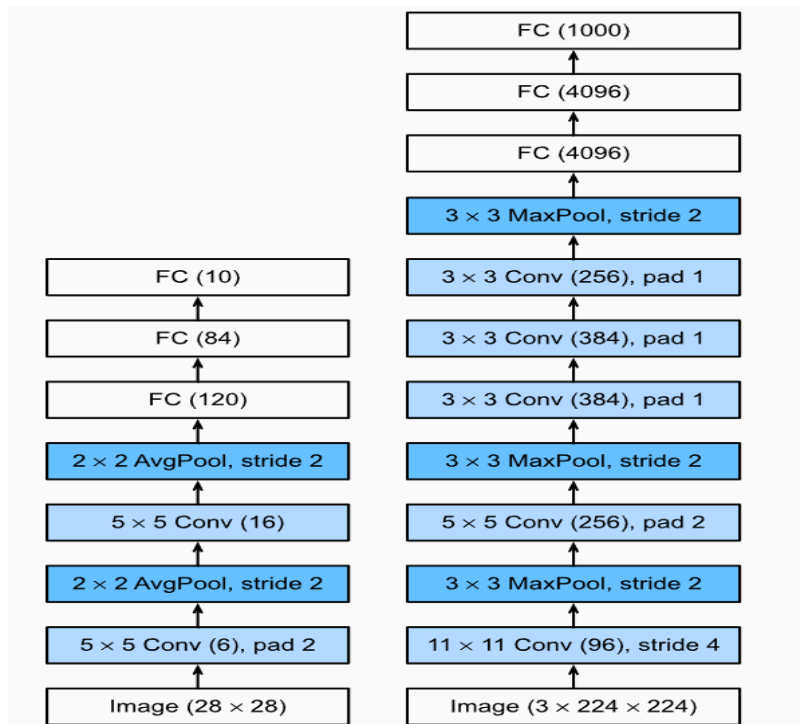 FC (10)
FC (84)
FC (120)
2 × 2 AvgPool, stride 2
5 × 5 Conv (16)
2 × 2 AvgPool, stride 2
5 × 5 Conv (6), pad 2
Image (28 × 28)
FC (1000)
FC (4096)
FC (4096)
3 × 3 MaxPool, stride 2
3 × 3 Conv (256), pad 1
3 × 3 Conv (384), pad 1
3 × 3 Conv (384), pad 1
3 × 3 MaxPool, stride 2
5 × 5 Conv (256), pad 2
3 × 3 MaxPool, stride 2
11 × 11 Conv (96), stride 4
Image (3 × 224 × 224)